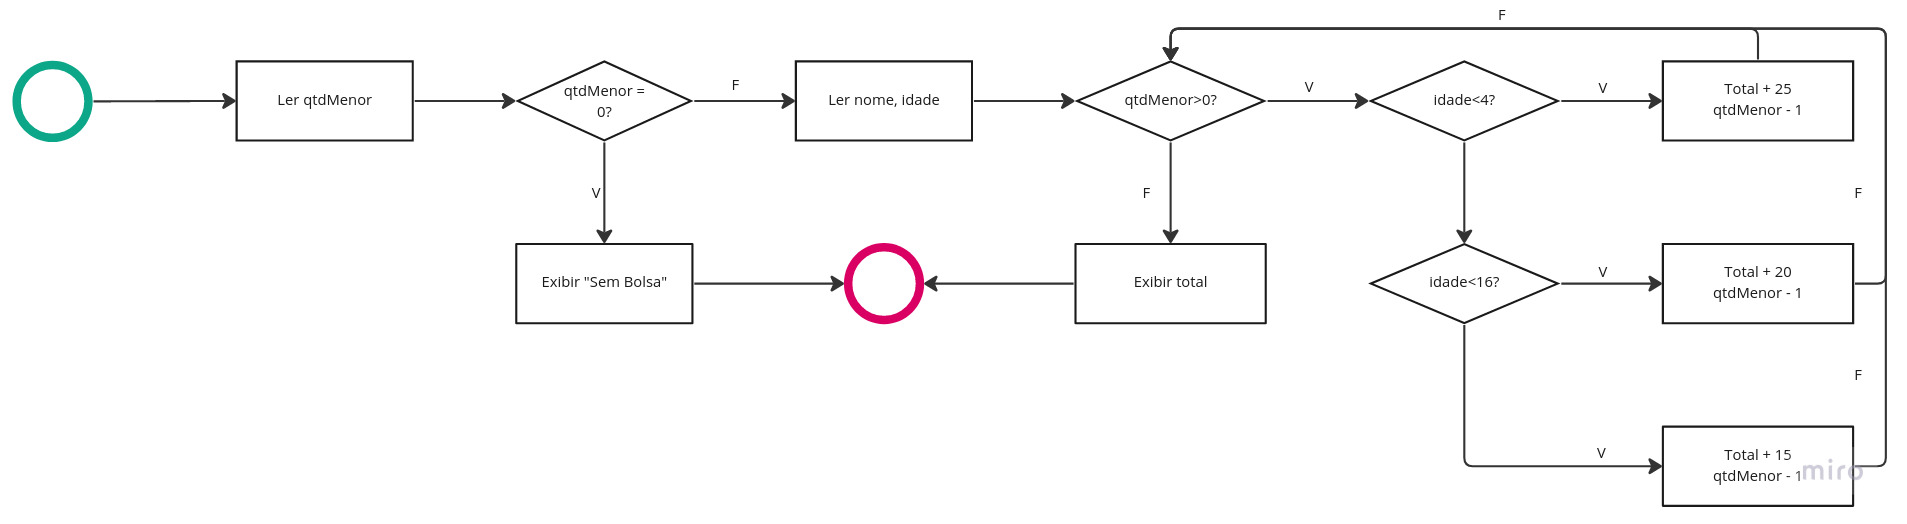 F
Ler qtdMenor
qtdMenor =
0?
F
Ler nome, idade
qtdMenor>0?
V
idade<4?
V
Total + 25
qtdMenor - 1
V
F
F
Exibir "Sem Bolsa"
Exibir total
idade<16?
V
Total + 20
qtdMenor - 1
F
V
Total + 15
qtdMenor - 1
miro